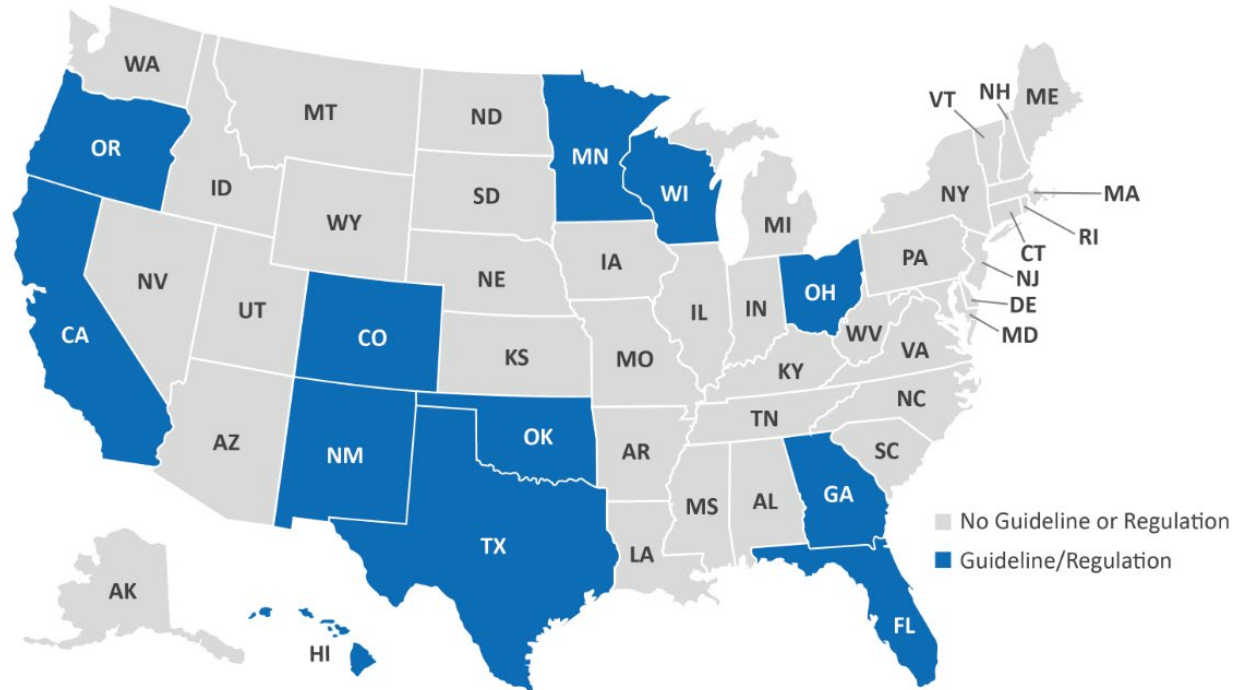 WA
OR
CA
ID
NV
MT
WY
UT
AZ
CO
NM
ND
SD
NE
KS
OK
TX
MN
IA
MO
AR
LA
WI
IL
MI
IN
OH
KY
TN
MS
AL
GA
FL
SC
NC
VA
WV
PA
NY
VT
NH
ME
MA
RI
CT
NJ
DE
MD
AK
HI
No Guideline or Regulation
Guideline/Regulation